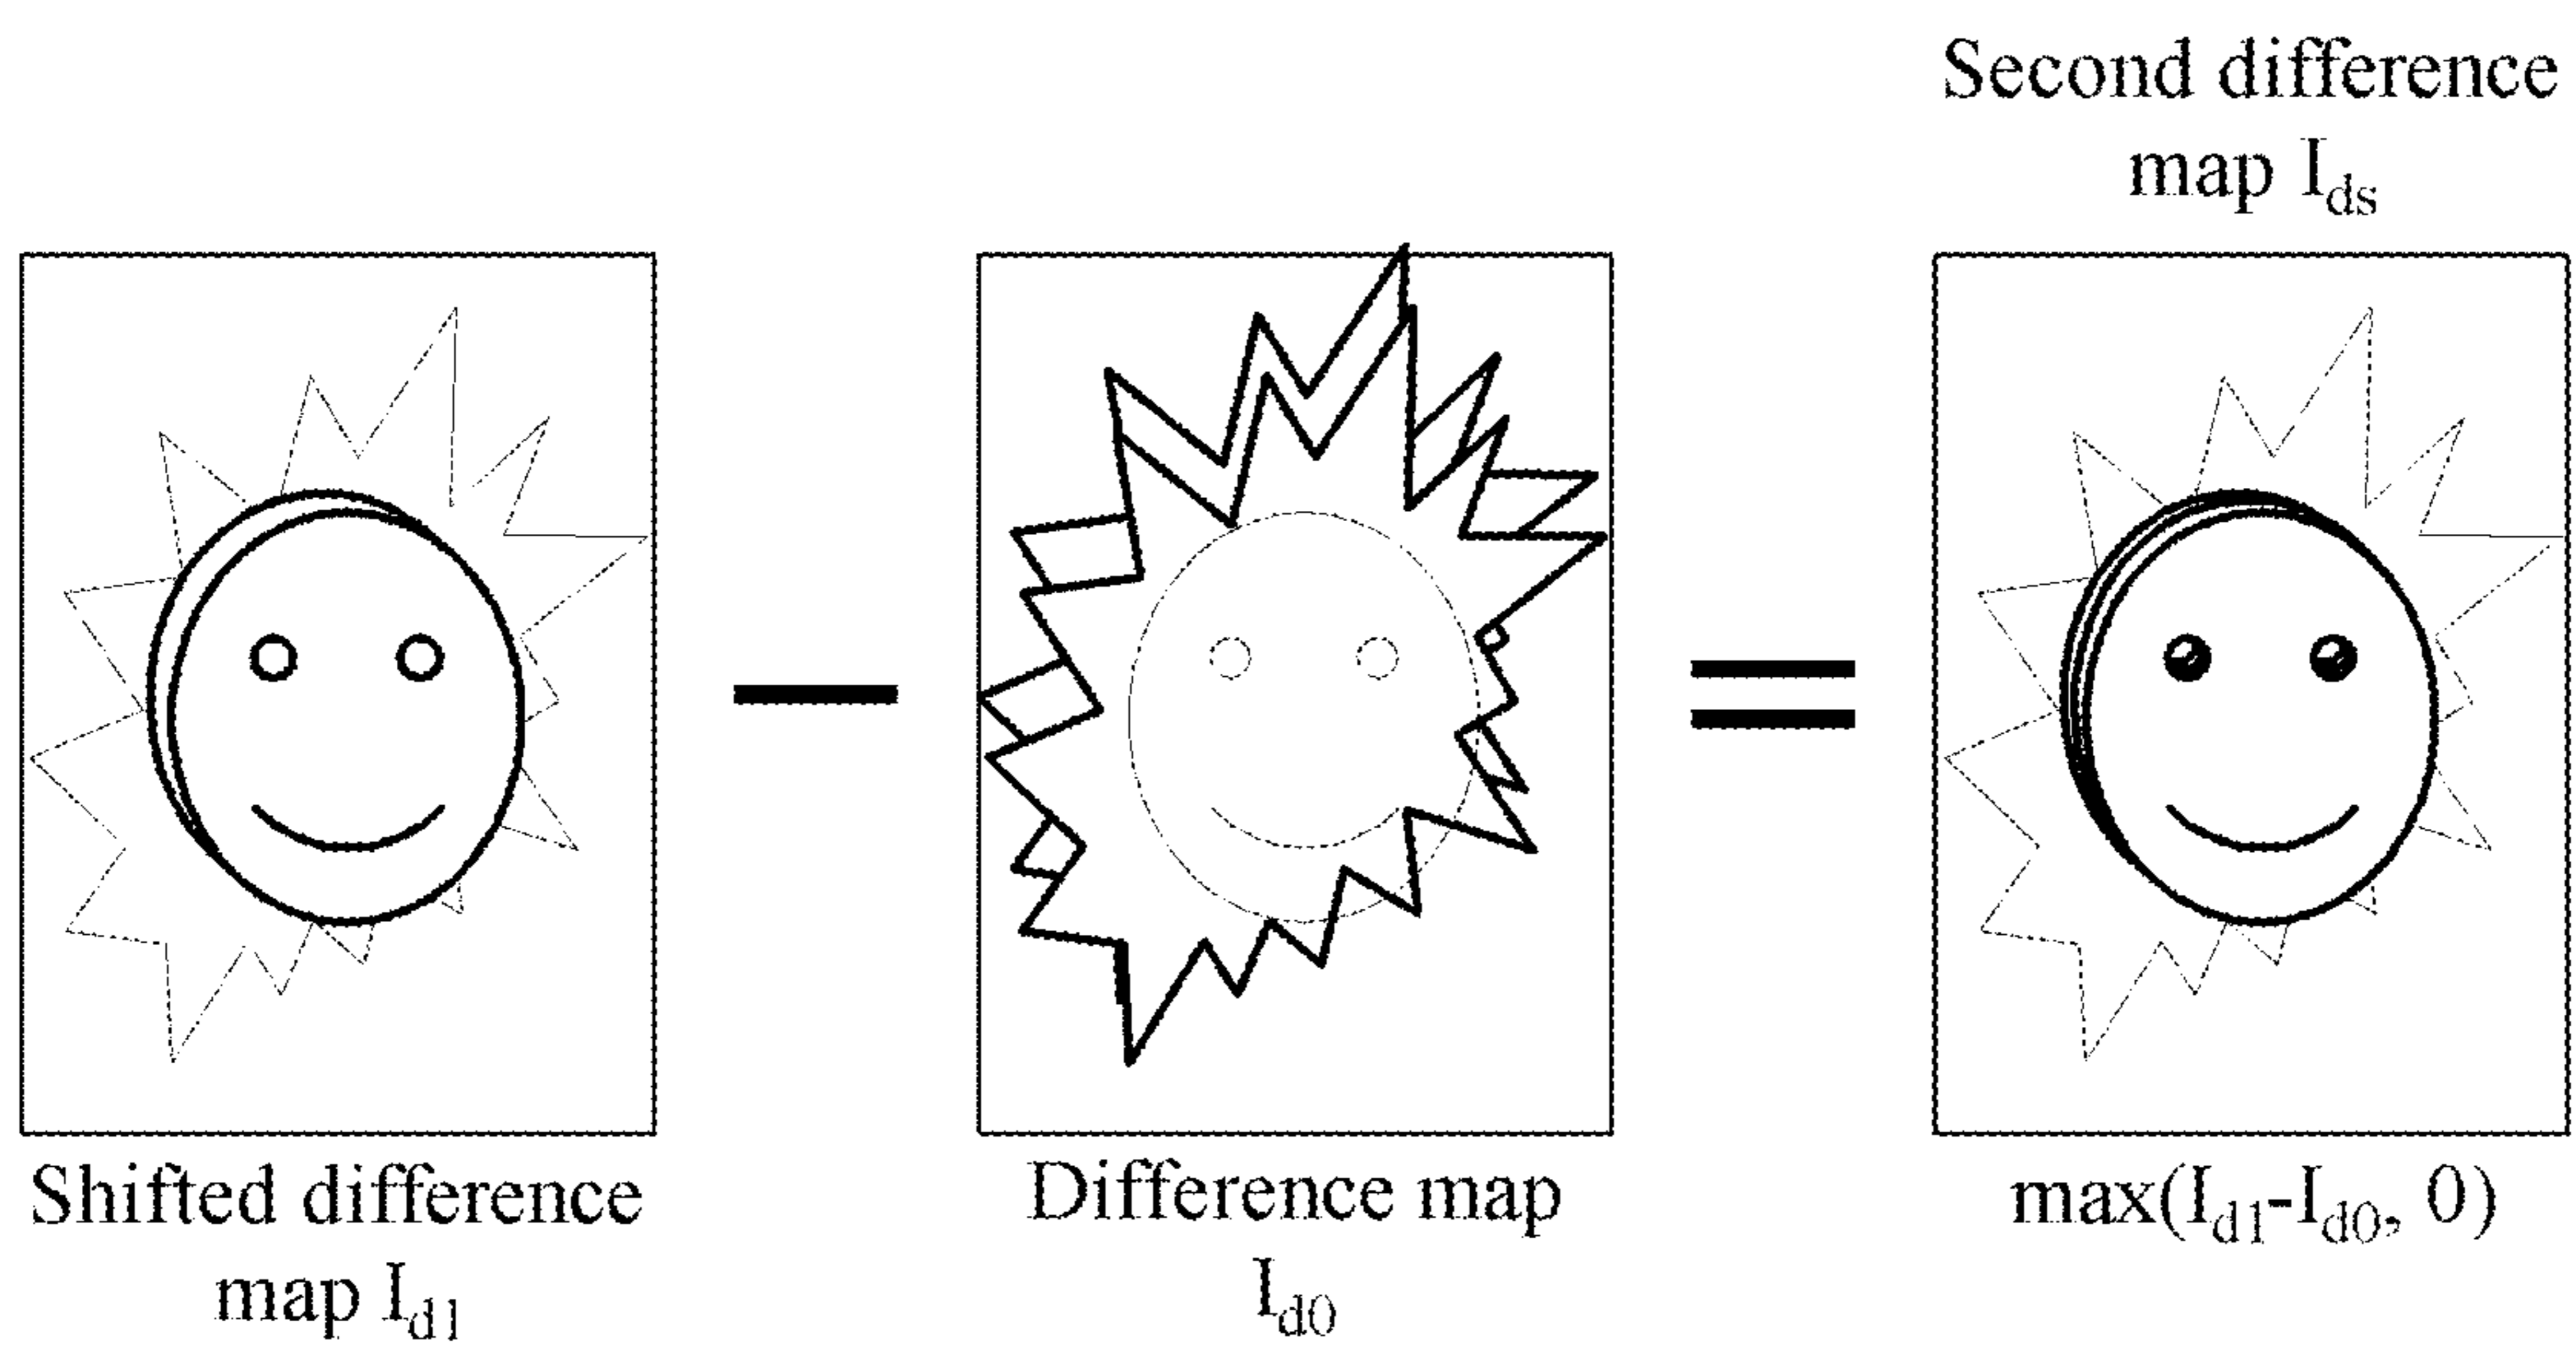 Second difference
map I_ds
Shifted difference
map I_d1
Difference map
I_d0
max(I_d1-I_d0, 0)